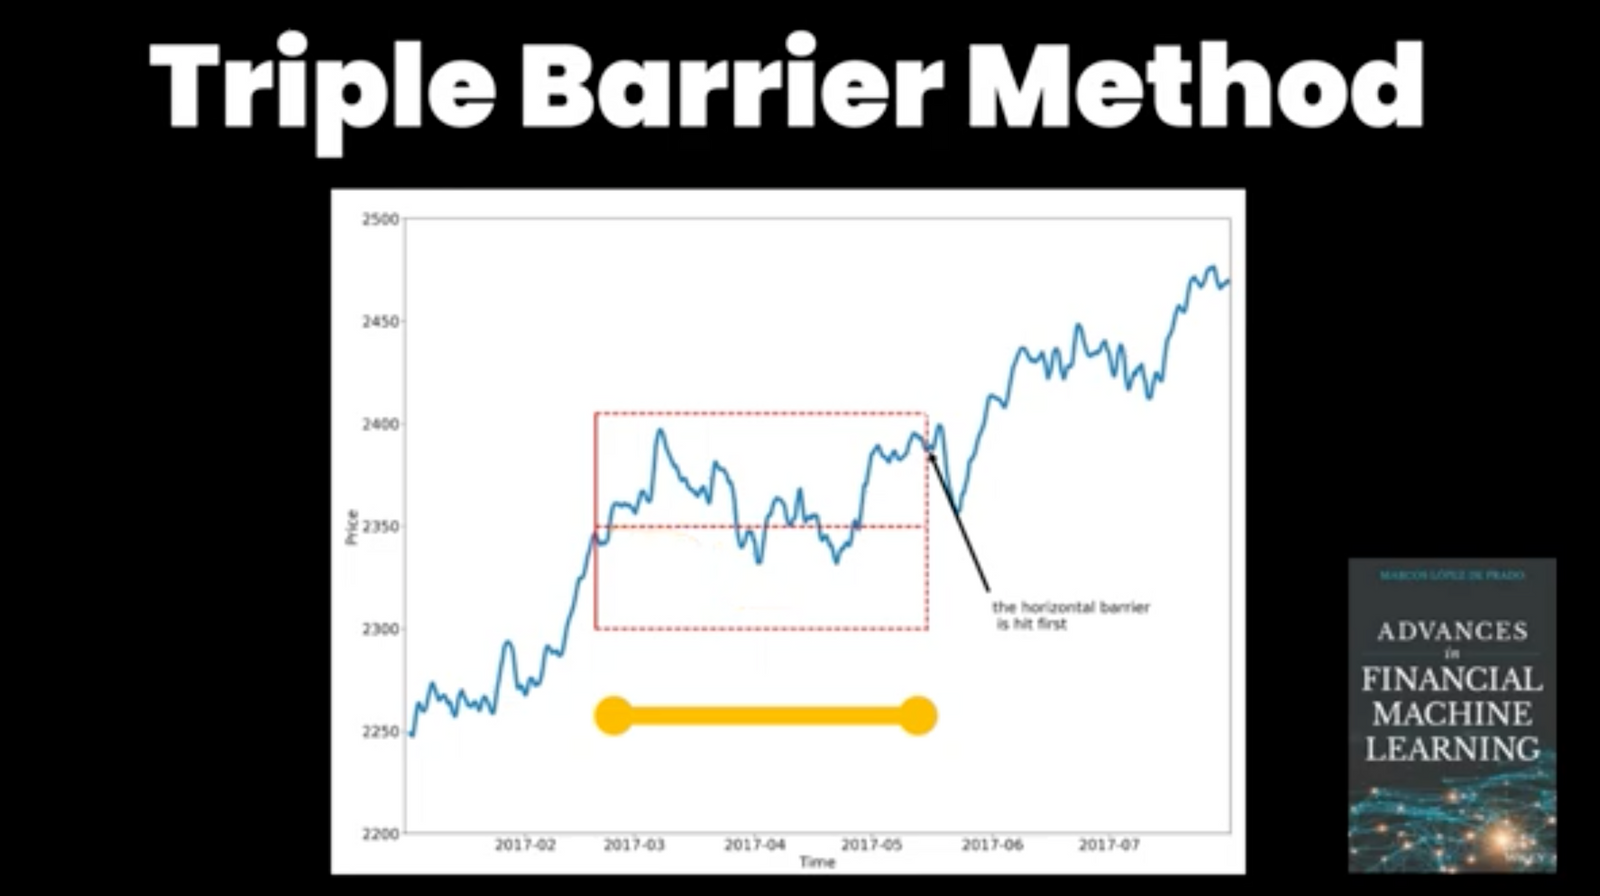 Triple Barrier Method
2500
2450
2400
2350
2300
2250
2200
Price
the horizontal barrier
is hit first
2017-02
2017-03
2017-04
2017-05
2017-06
2017-07
Time
MARCOS LÓPEZ DE PRADO
ADVANCES
in
FINANCIAL
MACHINE
LEARNING
WILEY